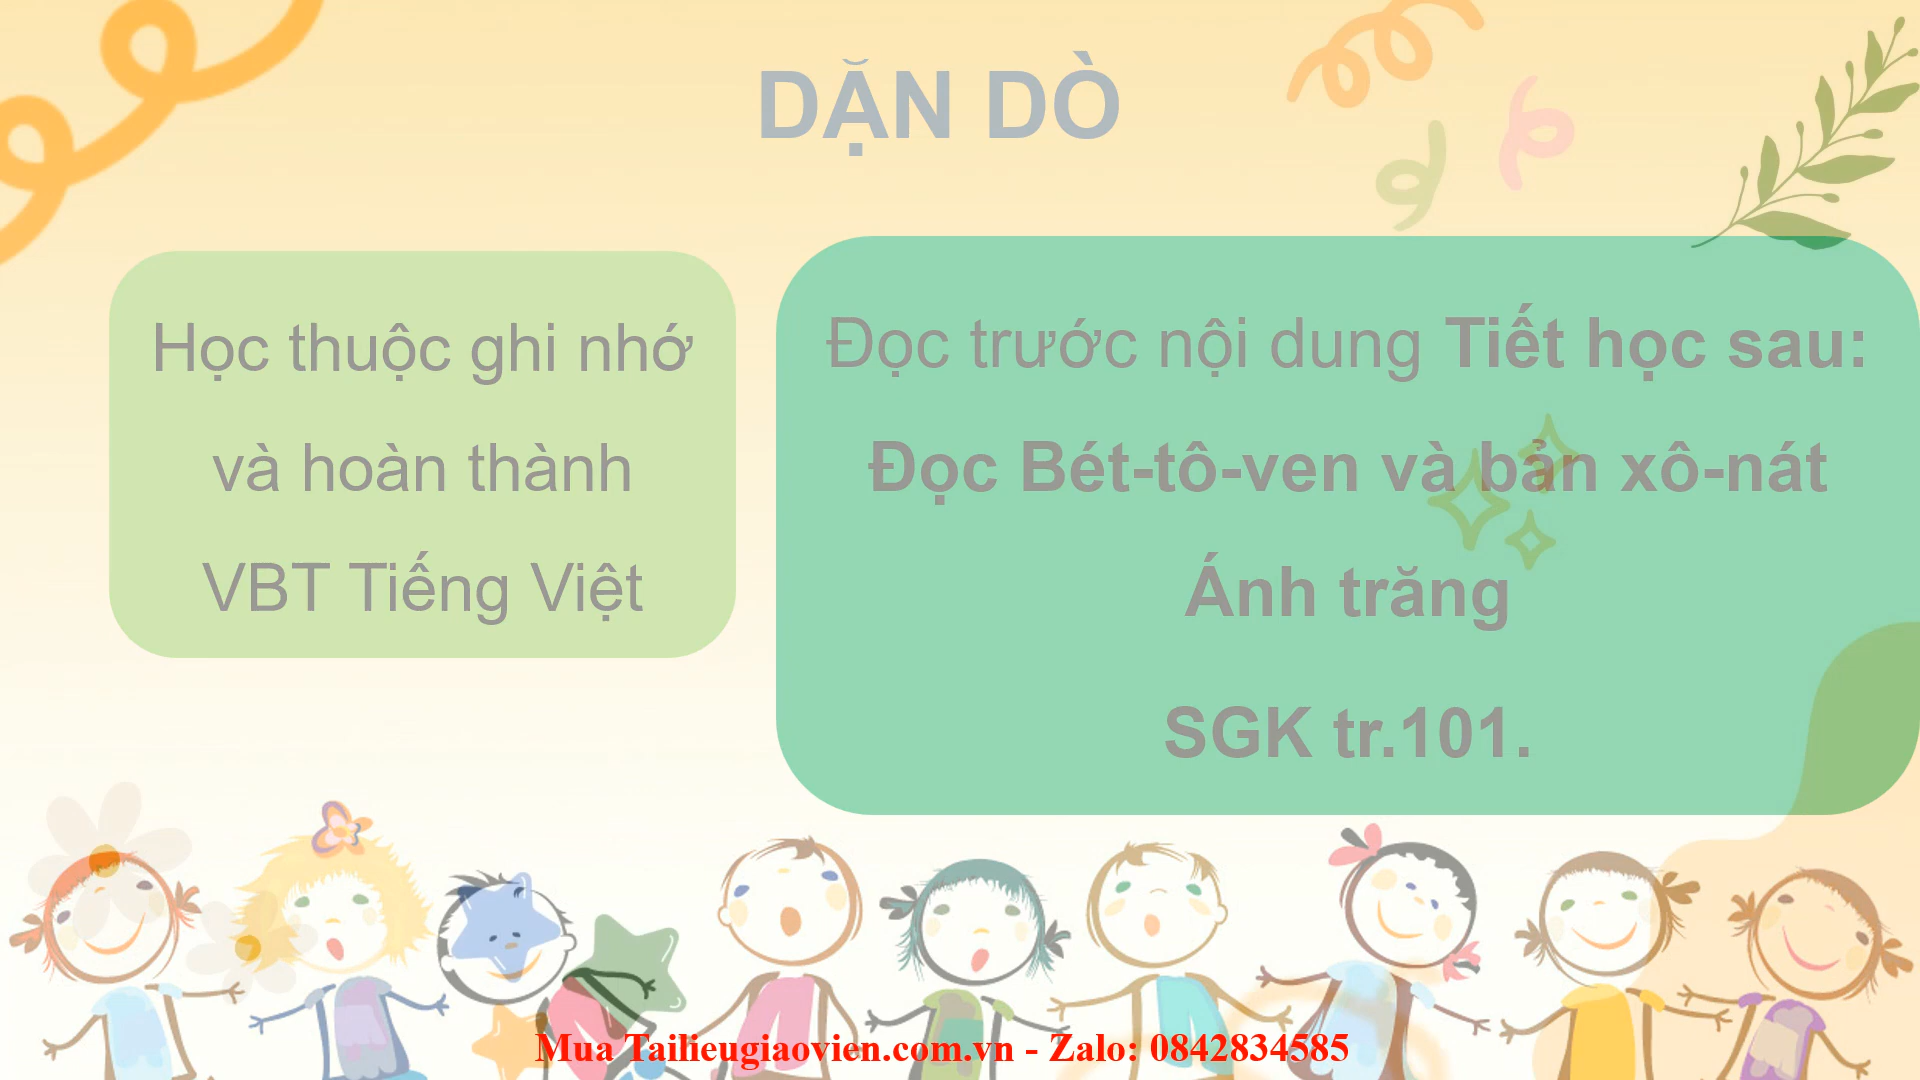 DẶN DÒ
Học thuộc ghi nhớ
và hoàn thành
VBT Tiếng Việt
Đọc trước nội dung Tiết học sau:
Đọc Bét-tô-ven và bản xô-nát
Ánh trăng
SGK tr.101.
Mua Tailieugiaovien.com.vn - Zalo: 0842834585